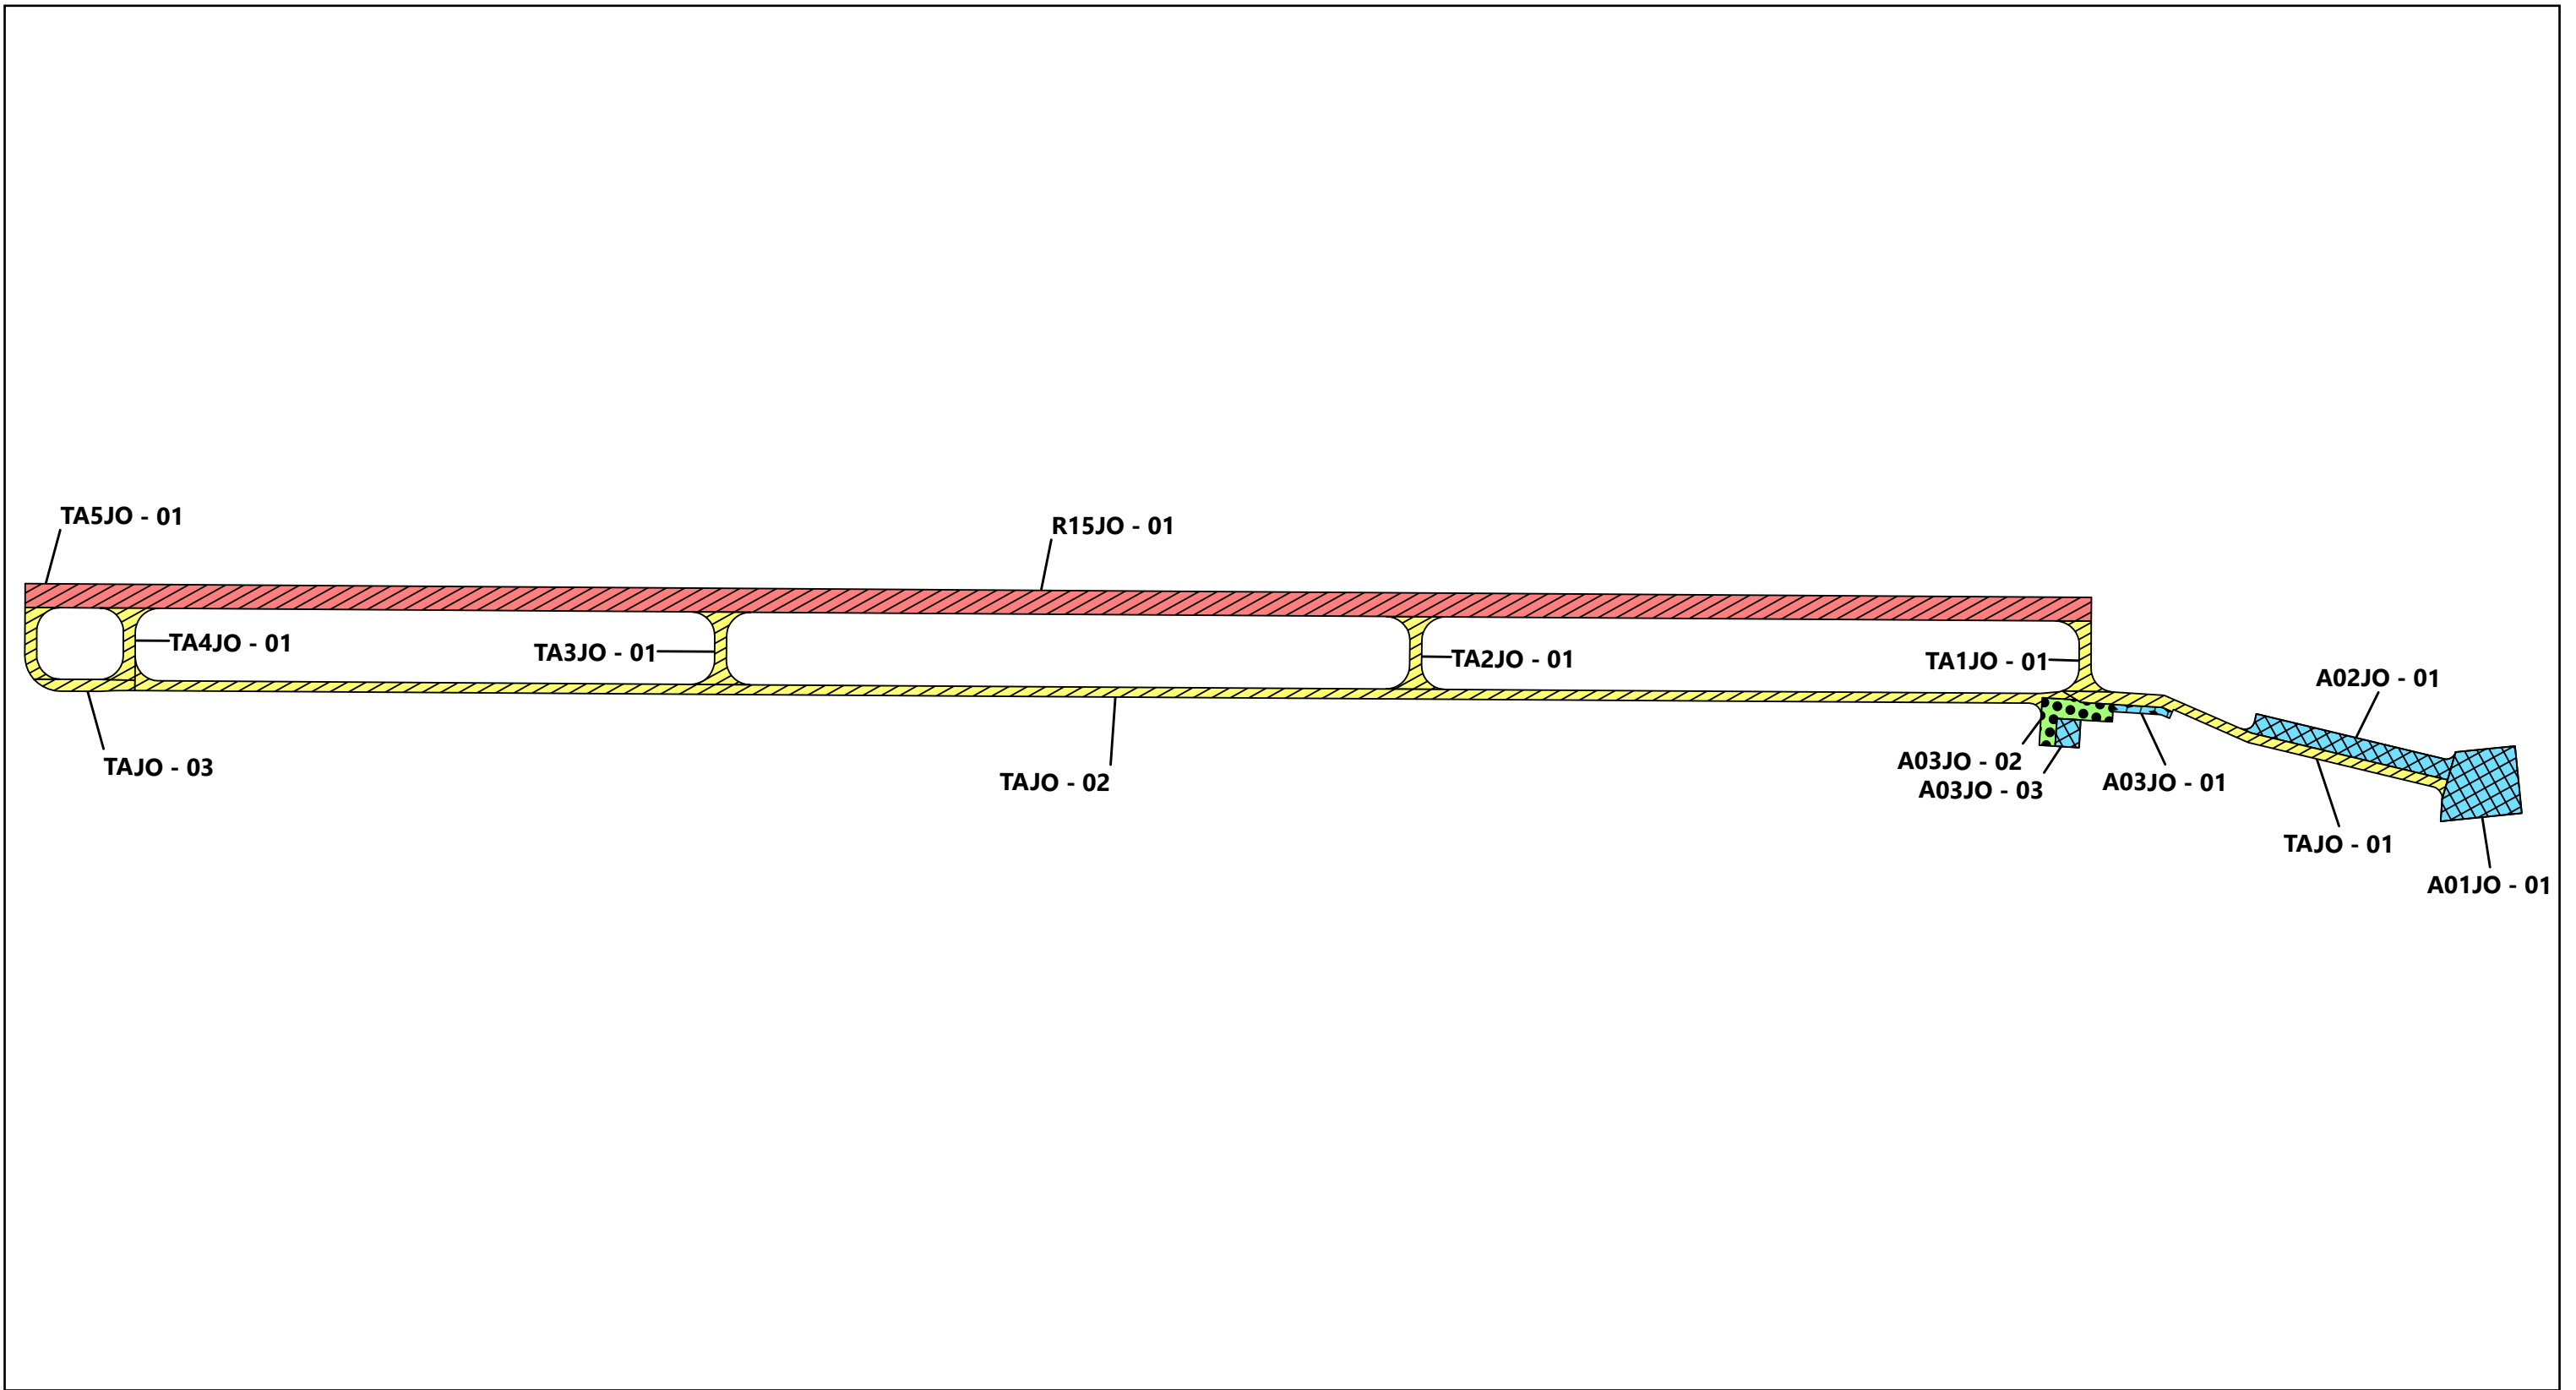 TA5JO - 01
R15JO - 01
TA4JO - 01
TA3JO - 01
TA2JO - 01
TA1JO - 01
A02JO - 01
TAJO - 03
TAJO - 02
A03JO - 02
A03JO - 03
A03JO - 01
TAJO - 01
A01JO - 01